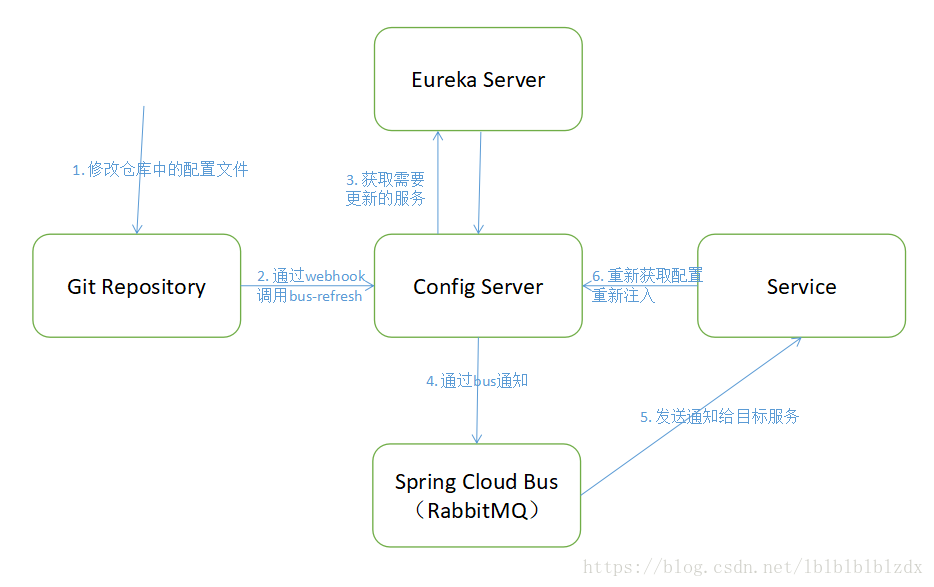 Eureka Server
1. 修改仓库中的配置文件
3. 获取需要
更新的服务
Git Repository
2. 通过webhook
调用bus-refresh
Config Server
6. 重新获取配置
重新注入
Service
4. 通过bus通知
5. 发送通知给目标服务
Spring Cloud Bus
（RabbitMQ）
https://blog.csdn.net/lblblblblzdx